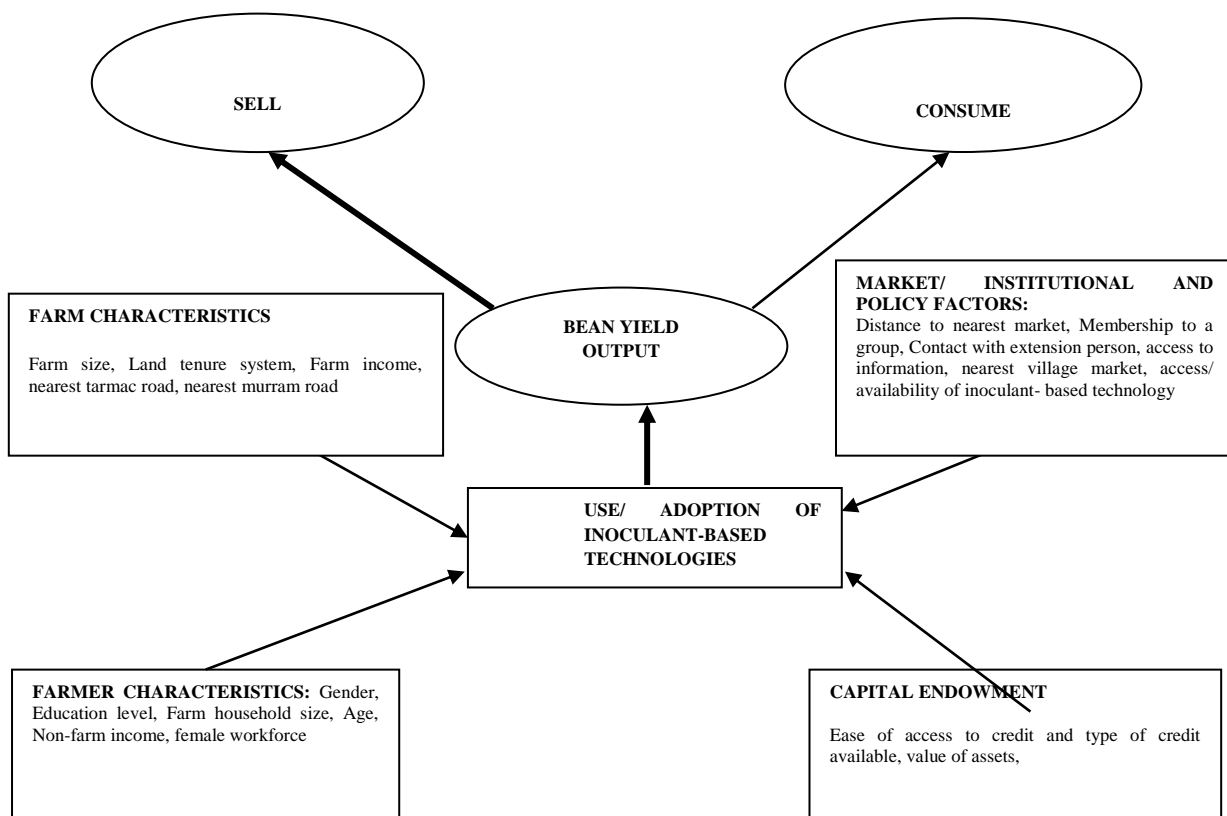 SELL
CONSUME
FARM CHARACTERISTICS
Farm size, Land tenure system, Farm income,
nearest tarmac road, nearest murram road
BEAN YIELD
OUTPUT
MARKET/ INSTITUTIONAL AND
POLICY FACTORS:
Distance to nearest market, Membership to a
group, Contact with extension person, access to
information, nearest village market, access/
availability of inoculant- based technology
USE/ ADOPTION OF
INOCULANT-BASED
TECHNOLOGIES
FARMER CHARACTERISTICS: Gender,
Education level, Farm household size, Age,
Non-farm income, female workforce
CAPITAL ENDOWMENT
Ease of access to credit and type of credit
available, value of assets,